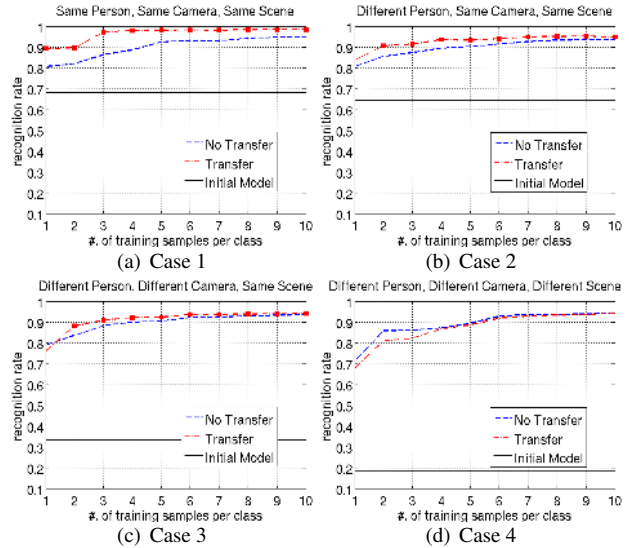 Same Person, Same Camera, Same Scene
1
0.9
0.8
0.7
0.6
0.5
0.4
0.3
0.2
0.1
recognition rate
No Transfer
Transfer
Initial Model
1 2 3 4 5 6 7 8 9 10
#. of training samples per class
(a) Case 1
Different Person, Same Camera, Same Scene
1
0.9
0.8
0.7
0.6
0.5
0.4
0.3
0.2
0.1
recognition rate
No Transfer
Transfer
Initial Model
1 2 3 4 5 6 7 8 9 10
#. of training samples per class
(b) Case 2
Different Person, Different Camera, Same Scene
1
0.9
0.8
0.7
0.6
0.5
0.4
0.3
0.2
0.1
recognition rate
No Transfer
Transfer
Initial Model
1 2 3 4 5 6 7 8 9 10
#. of training samples per class
(c) Case 3
Different Person, Different Camera, Different Scene
1
0.9
0.8
0.7
0.6
0.5
0.4
0.3
0.2
0.1
recognition rate
No Transfer
Transfer
Initial Model
1 2 3 4 5 6 7 8 9 10
#. of training samples per class
(d) Case 4